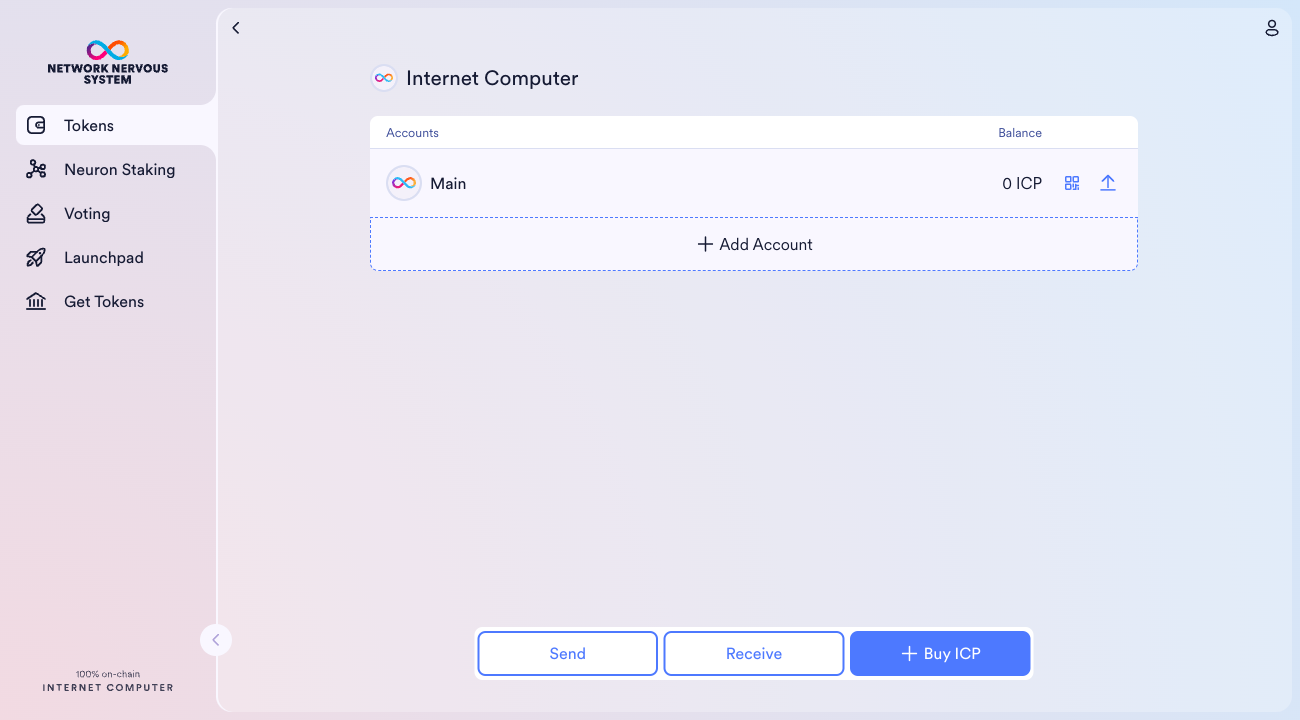 NETWORK NERVOUS
SYSTEM
Tokens
Neuron Staking
Voting
Launchpad
Get Tokens
100% on-chain
INTERNET COMPUTER
Internet Computer
Accounts Balance
Main 0 ICP
Add Account
Send Receive Buy ICP